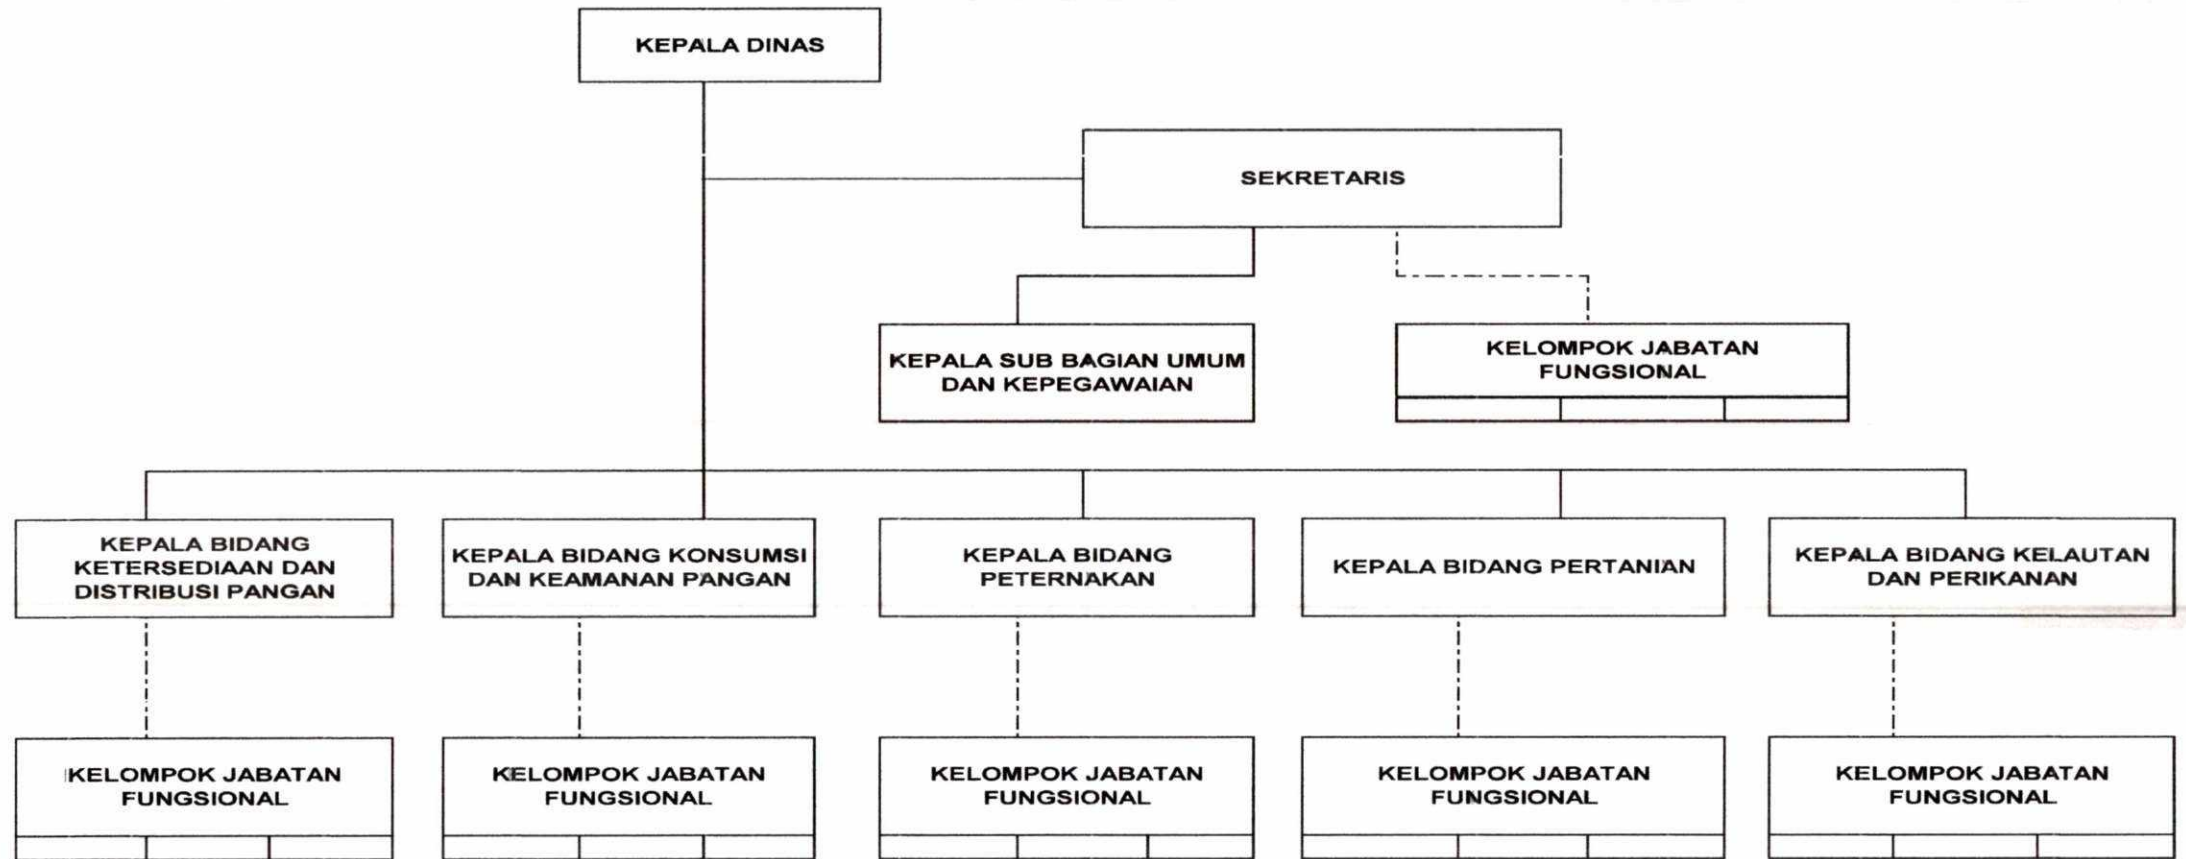 KEPALA DINAS
SEKRETARIS
KEPALA SUB BAGIAN UMUM
DAN KEPEGAWAIAN
KELOMPOK JABATAN
FUNGSIONAL
KEPALA BIDANG
KETERSEDIAAN DAN
DISTRIBUSI PANGAN
KEPALA BIDANG KONSUMSI
DAN KEAMANAN PANGAN
KEPALA BIDANG
PETERNAKAN
KEPALA BIDANG PERTANIAN
KEPALA BIDANG KELAUTAN
DAN PERIKANAN
KELOMPOK JABATAN
FUNGSIONAL
KELOMPOK JABATAN
FUNGSIONAL
KELOMPOK JABATAN
FUNGSIONAL
KELOMPOK JABATAN
FUNGSIONAL
KELOMPOK JABATAN
FUNGSIONAL